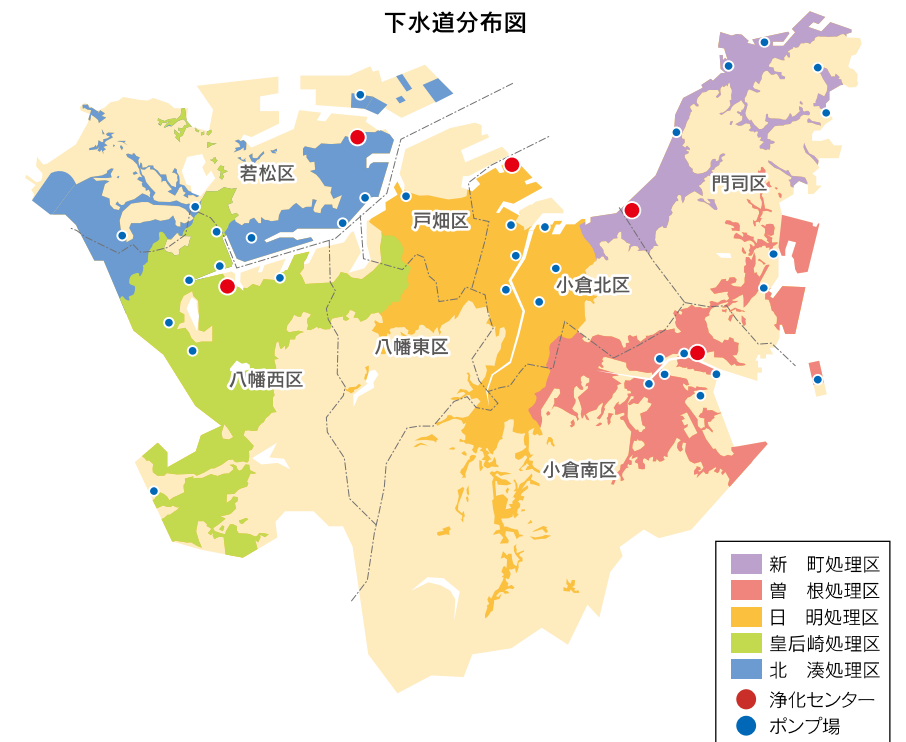 下水道分布図
若松区
門司区
戸畑区
小倉北区
八幡東区
八幡西区
小倉南区
新　町処理区
曽　根処理区
日　明処理区
皇后崎処理区
北　湊処理区
浄化センター
ポンプ場